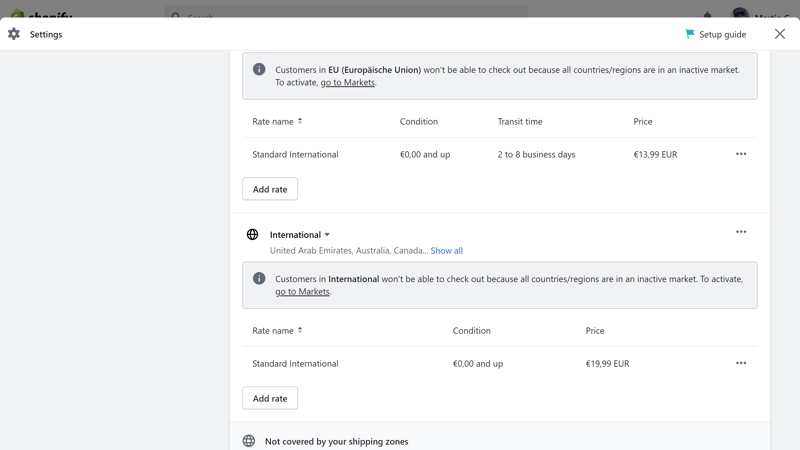 shopify
Search
Martin G
Settings
Setup guide
Customers in EU (Europäische Union) won't be able to check out because all countries/regions are in an inactive market.
To activate, go to Markets.
Rate name Condition Transit time Price
Standard International €0,00 and up 2 to 8 business days €13,99 EUR
Add rate
International
United Arab Emirates, Australia, Canada... Show all
Customers in International won't be able to check out because all countries/regions are in an inactive market. To activate,
go to Markets.
Rate name Condition Price
Standard International €0,00 and up €19,99 EUR
Add rate
Not covered by your shipping zones